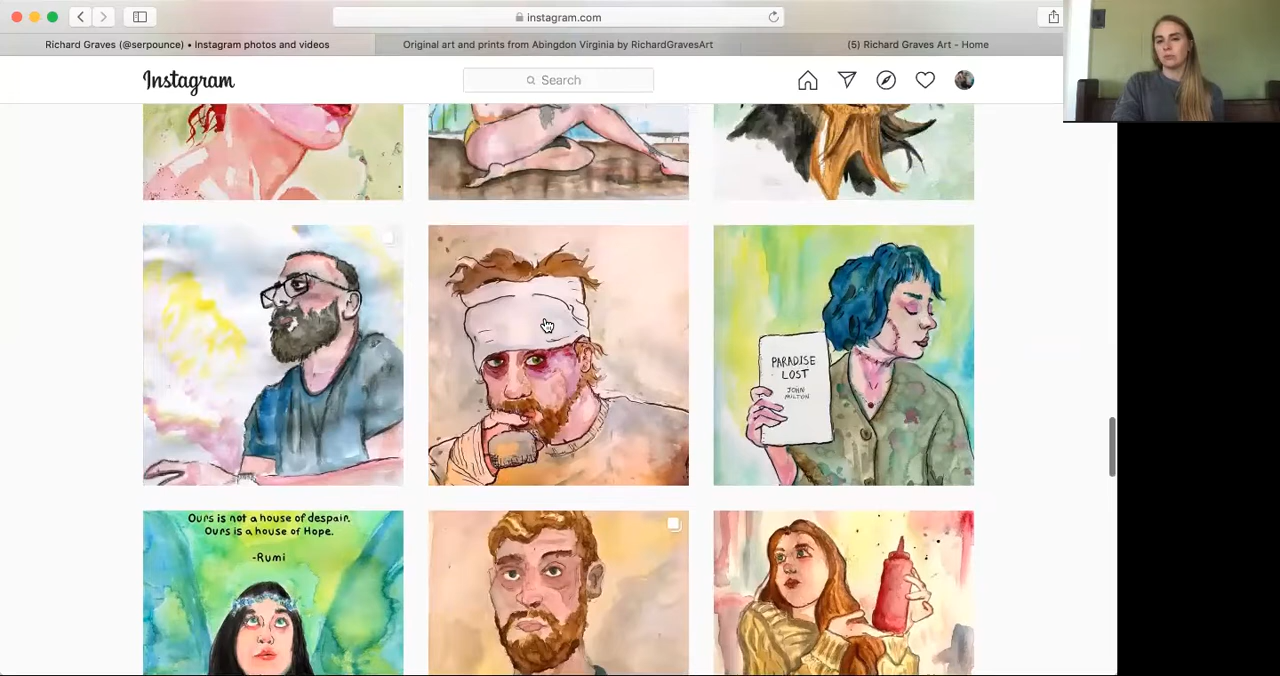 instagram.com
Richard Graves (@serpounce) • Instagram photos and videos
Original art and prints from Abingdon Virginia by RichardGravesArt
(5) Richard Graves Art - Home
Instagram
Search
PARADISE
LOST
JOHN
MILTON
Ours is not a house of despair.
Ours is a house of Hope.
-Rumi